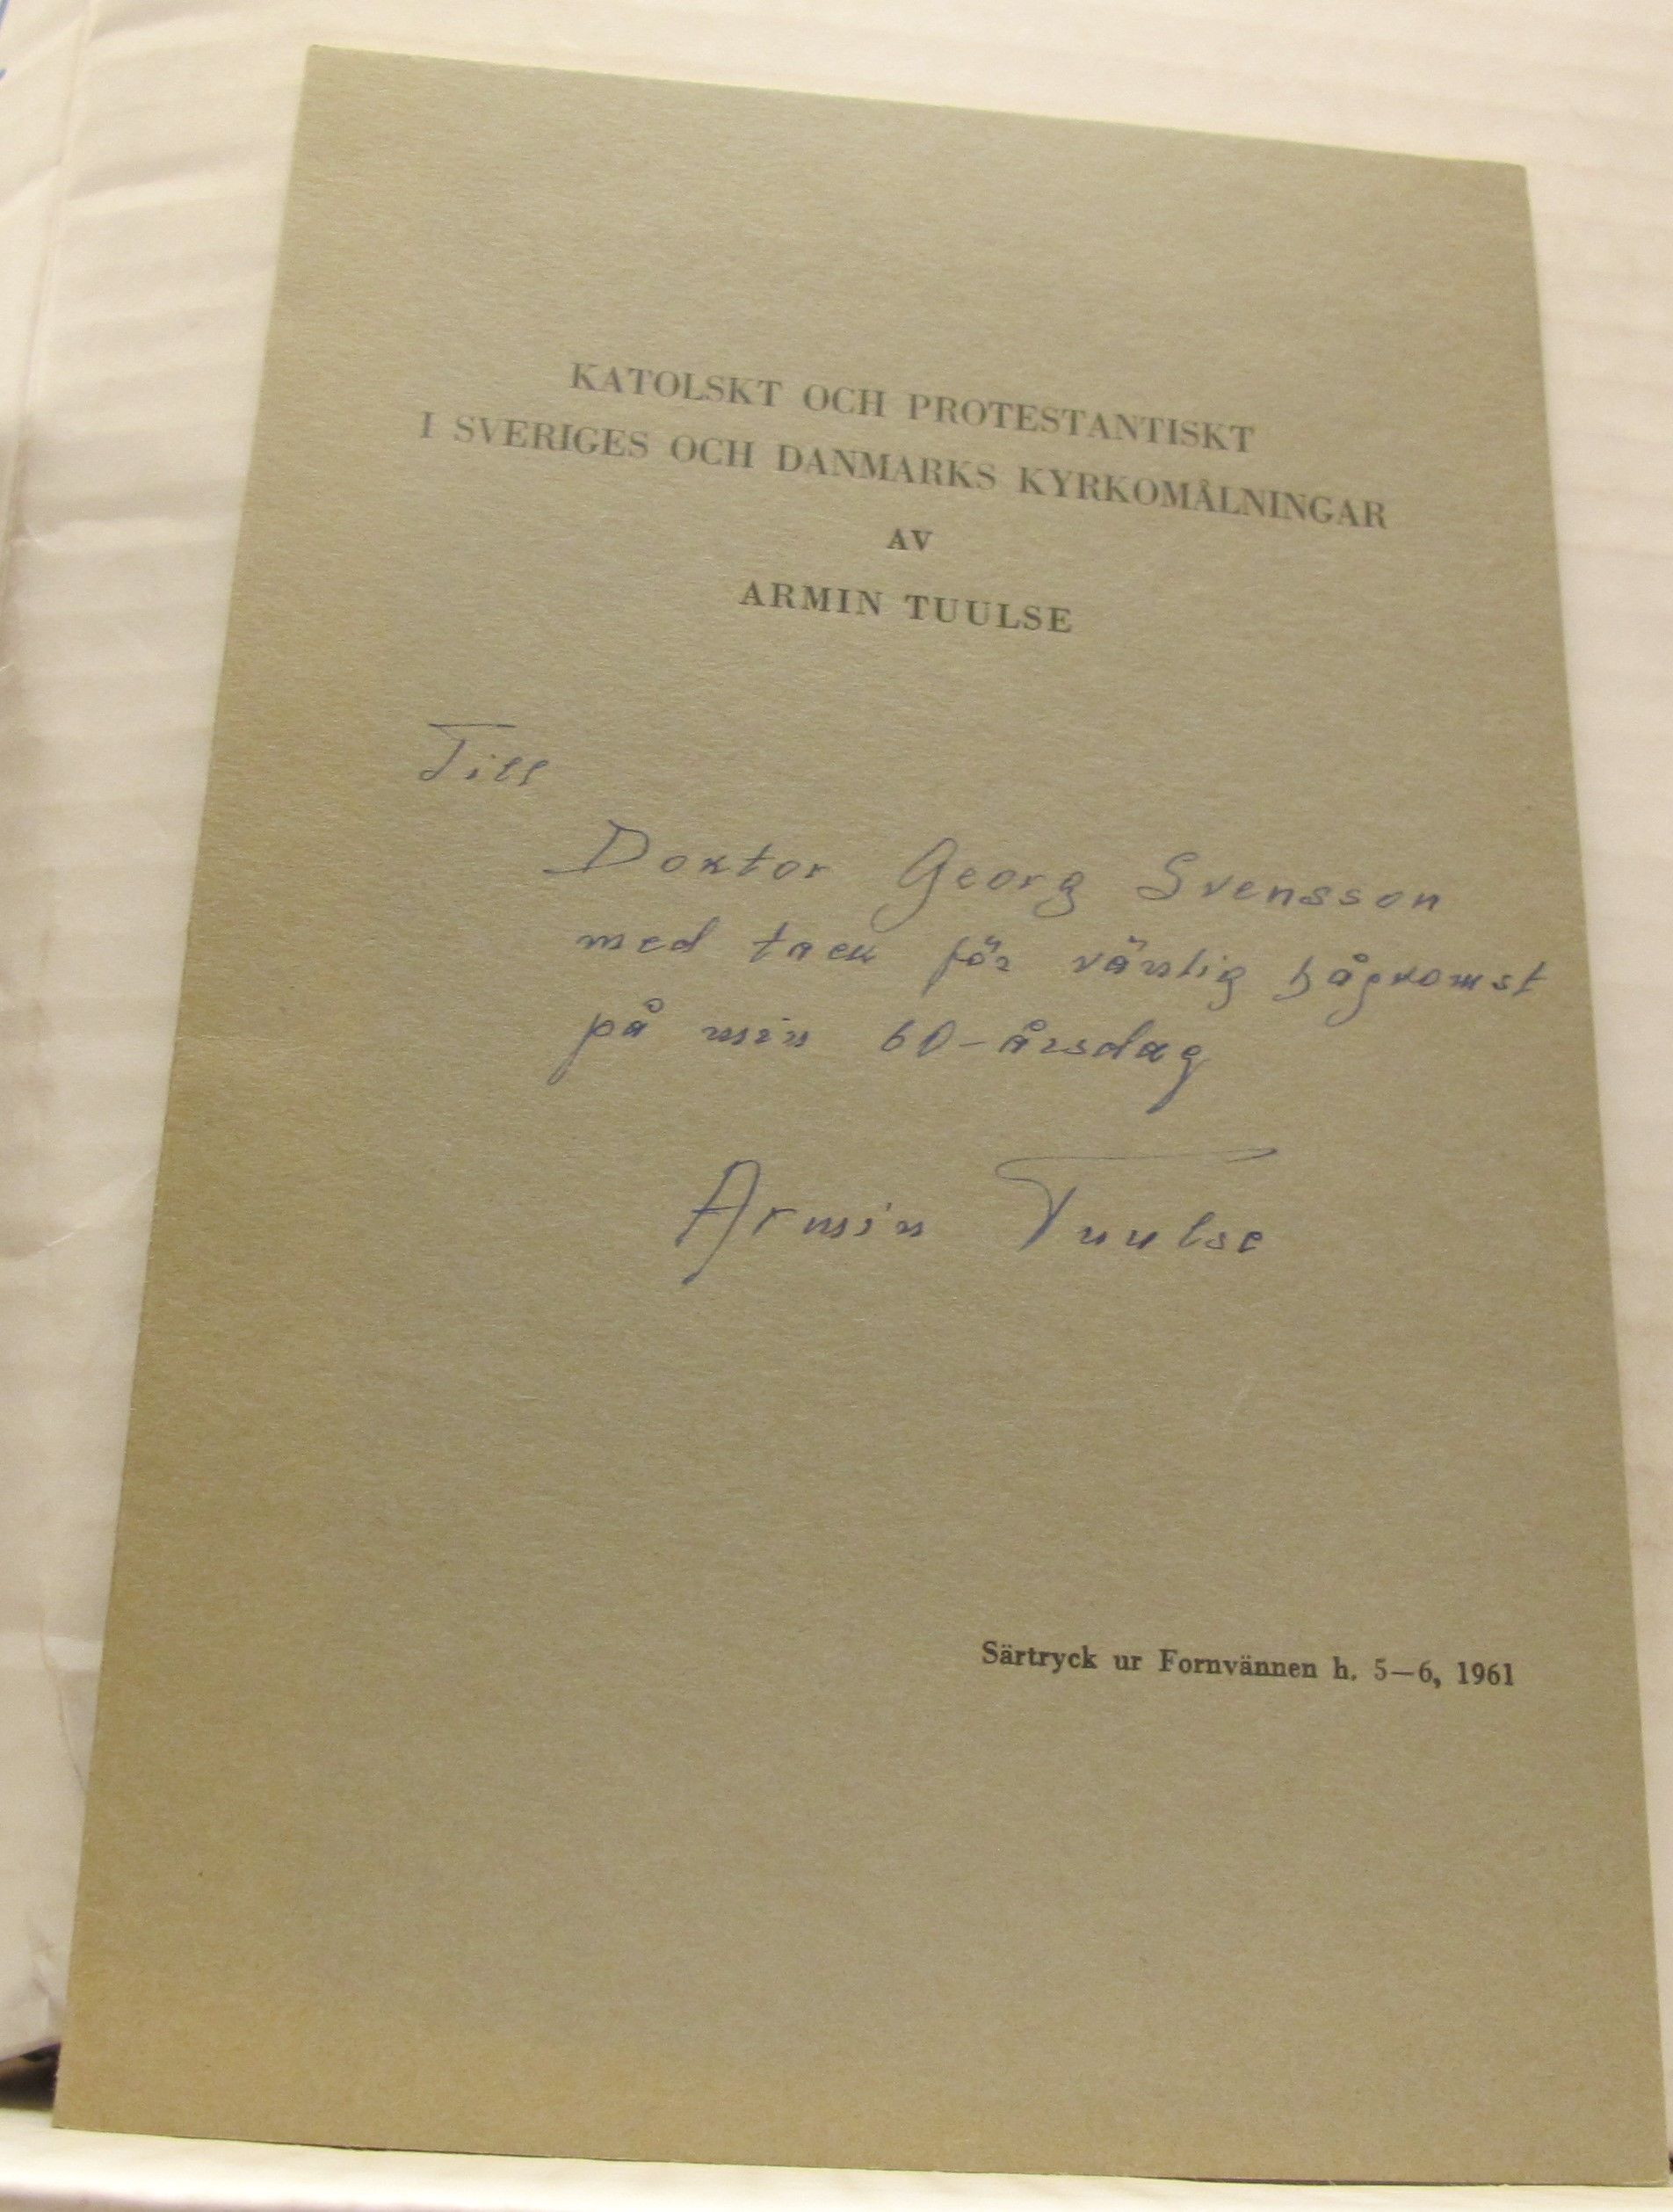 KATOLSKT OCH PROTESTANTISKT
I SVERIGES OCH DANMARKS KYRKOMÅLNINGAR
AV
ARMIN TUULSE
Till
Doktor Georg Svensson
med tack för vänlig hågkomst
på min 60-årsdag
Armin Tuulse
Särtryck ur Fornvännen h. 5—6, 1961